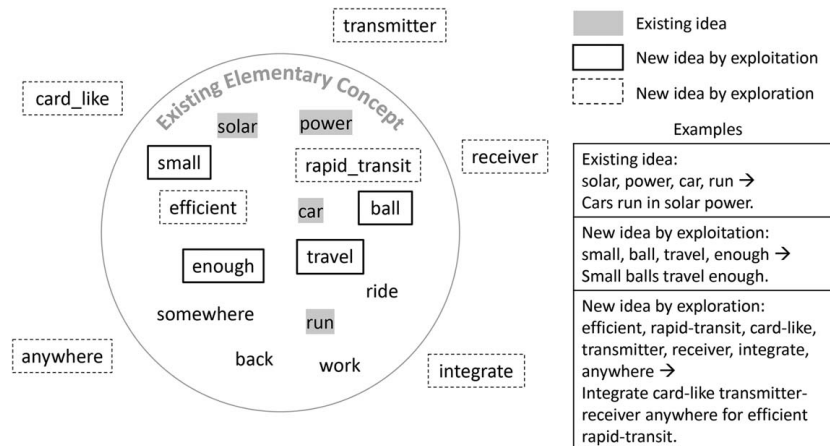 transmitter
card_like
Existing Elementary Concept
solar
power
small
rapid_transit
receiver
efficient
car
ball
enough
travel
ride
somewhere
run
anywhere
back
work
integrate
Existing idea
New idea by exploitation
New idea by exploration
Examples
Existing idea:
solar, power, car, run →
Cars run in solar power.
New idea by exploitation:
small, ball, travel, enough →
Small balls travel enough.
New idea by exploration:
efficient, rapid-transit, card-like,
transmitter, receiver, integrate,
anywhere →
Integrate card-like transmitter-
receiver anywhere for efficient
rapid-transit.